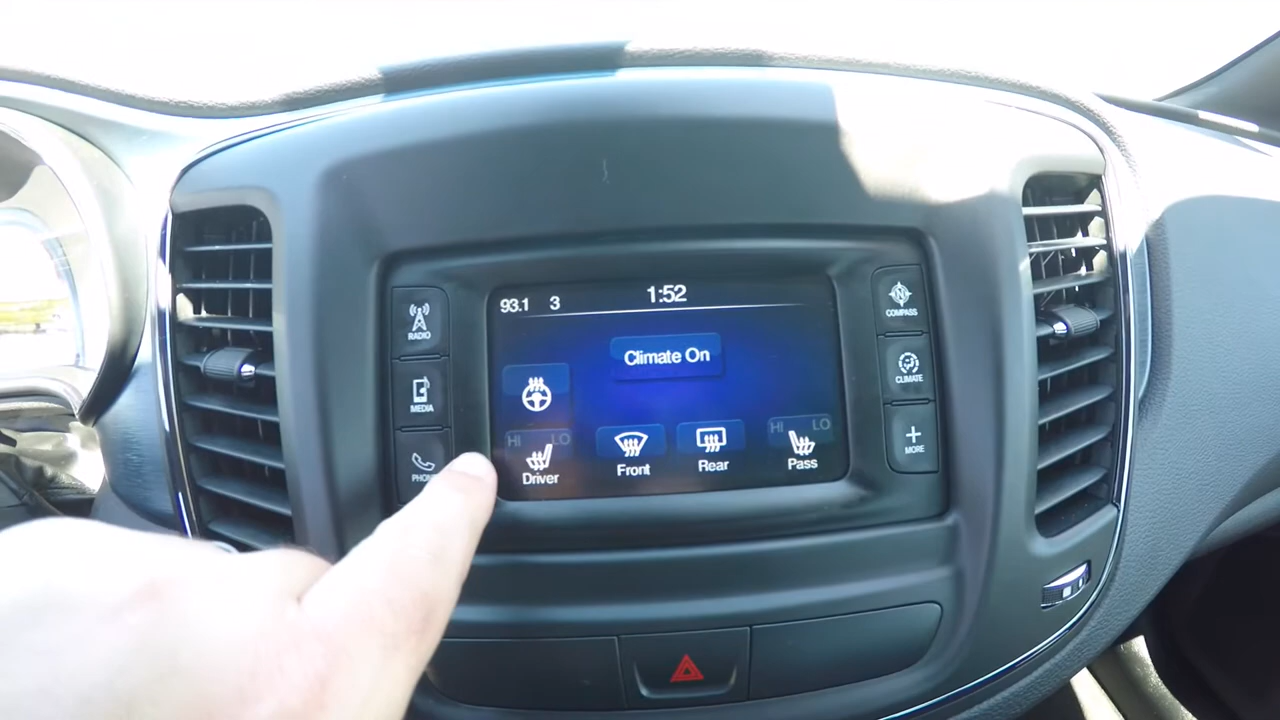 93.1 3 1:52
RADIO
MEDIA
PHON
Climate On
HI LO
Driver
Front
Rear
HI LO
Pass
N
COMPASS
CLIMATE
MORE